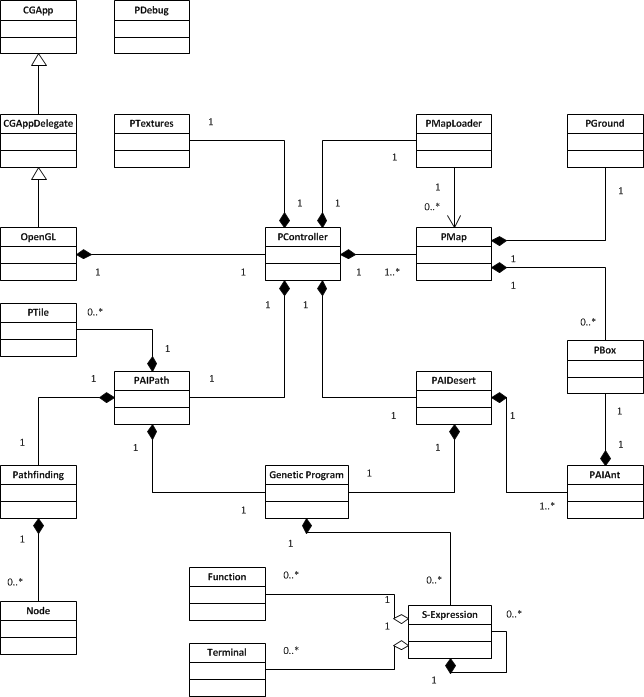 CGApp PDebug
CGAppDelegate PTextures 1 PMapLoader PGround
1
1 1
1 1
0..*
OpenGL PController PMap
1 1 1 1..* 1
1
PTile 0..* 1 1
0..*
1 PBox
1 PAIPath 1 PAIDesert
1 1 1
1 1
1 Genetic Program 1 PAIAnt
Pathfinding
1 1..*
1 1
0..* Function 0..* 0..*
Node 1 S-Expression 0..*
1
Terminal 0..*
1